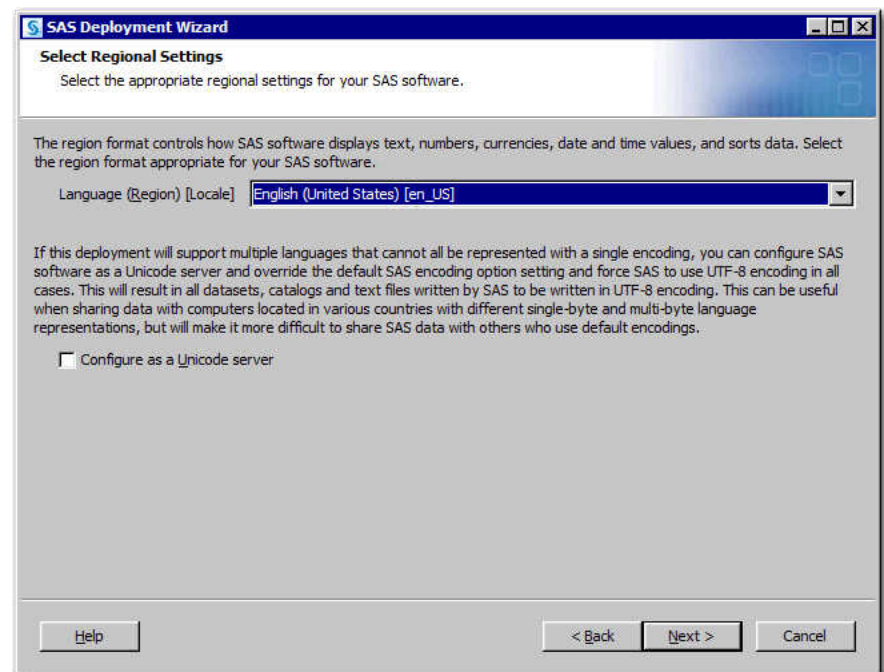 SAS Deployment Wizard
Select Regional Settings
Select the appropriate regional settings for your SAS software.
The region format controls how SAS software displays text, numbers, currencies, date and time values, and sorts data. Select
the region format appropriate for your SAS software.
Language (Region) [Locale] English (United States) [en_US]
If this deployment will support multiple languages that cannot all be represented with a single encoding, you can configure SAS
software as a Unicode server and override the default SAS encoding option setting and force SAS to use UTF-8 encoding in all
cases. This will result in all datasets, catalogs and text files written by SAS to be written in UTF-8 encoding. This can be useful
when sharing data with computers located in various countries with different single-byte and multi-byte language
representations, but will make it more difficult to share SAS data with others who use default encodings.
Configure as a Unicode server
Help < Back Next > Cancel